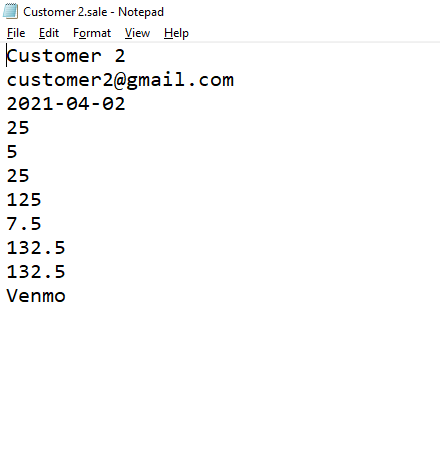 Customer 2.sale - Notepad
File Edit Format View Help
Customer 2
customer2@gmail.com
2021-04-02
25
5
25
125
7.5
132.5
132.5
Venmo